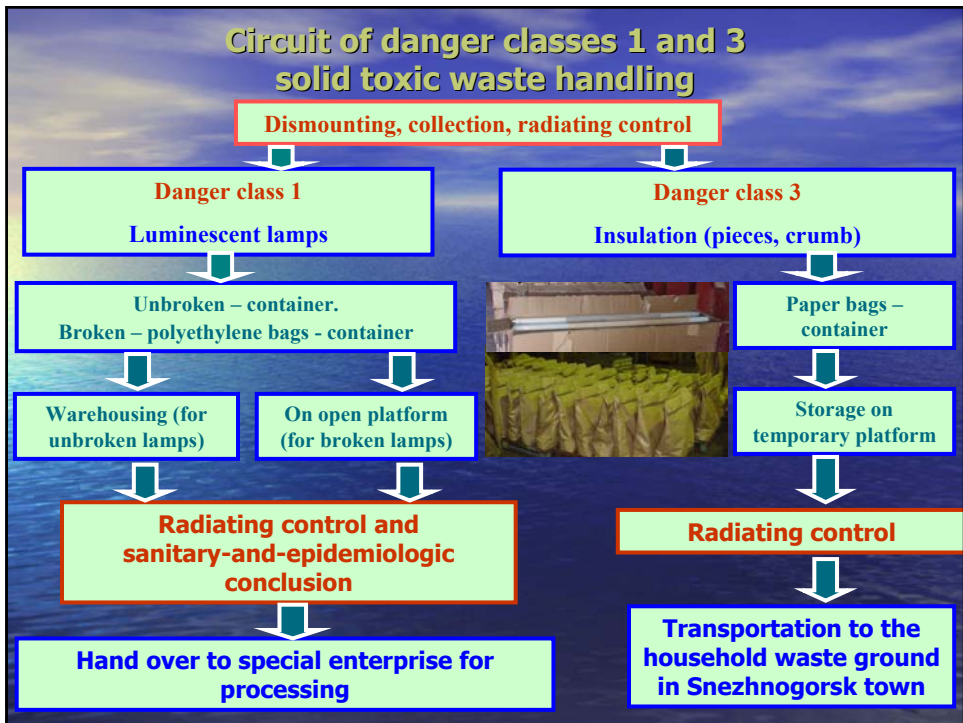 Circuit of danger classes 1 and 3
solid toxic waste handling
Dismounting, collection, radiating control
Danger class 1
Luminescent lamps
Danger class 3
Insulation (pieces, crumb)
Unbroken – container.
Broken – polyethylene bags - container
Paper bags –
container
Warehousing (for
unbroken lamps)
On open platform
(for broken lamps)
Storage on
temporary platform
Radiating control and
sanitary-and-epidemiologic
conclusion
Radiating control
Hand over to special enterprise for
processing
Transportation to the
household waste ground
in Snezhnogorsk town